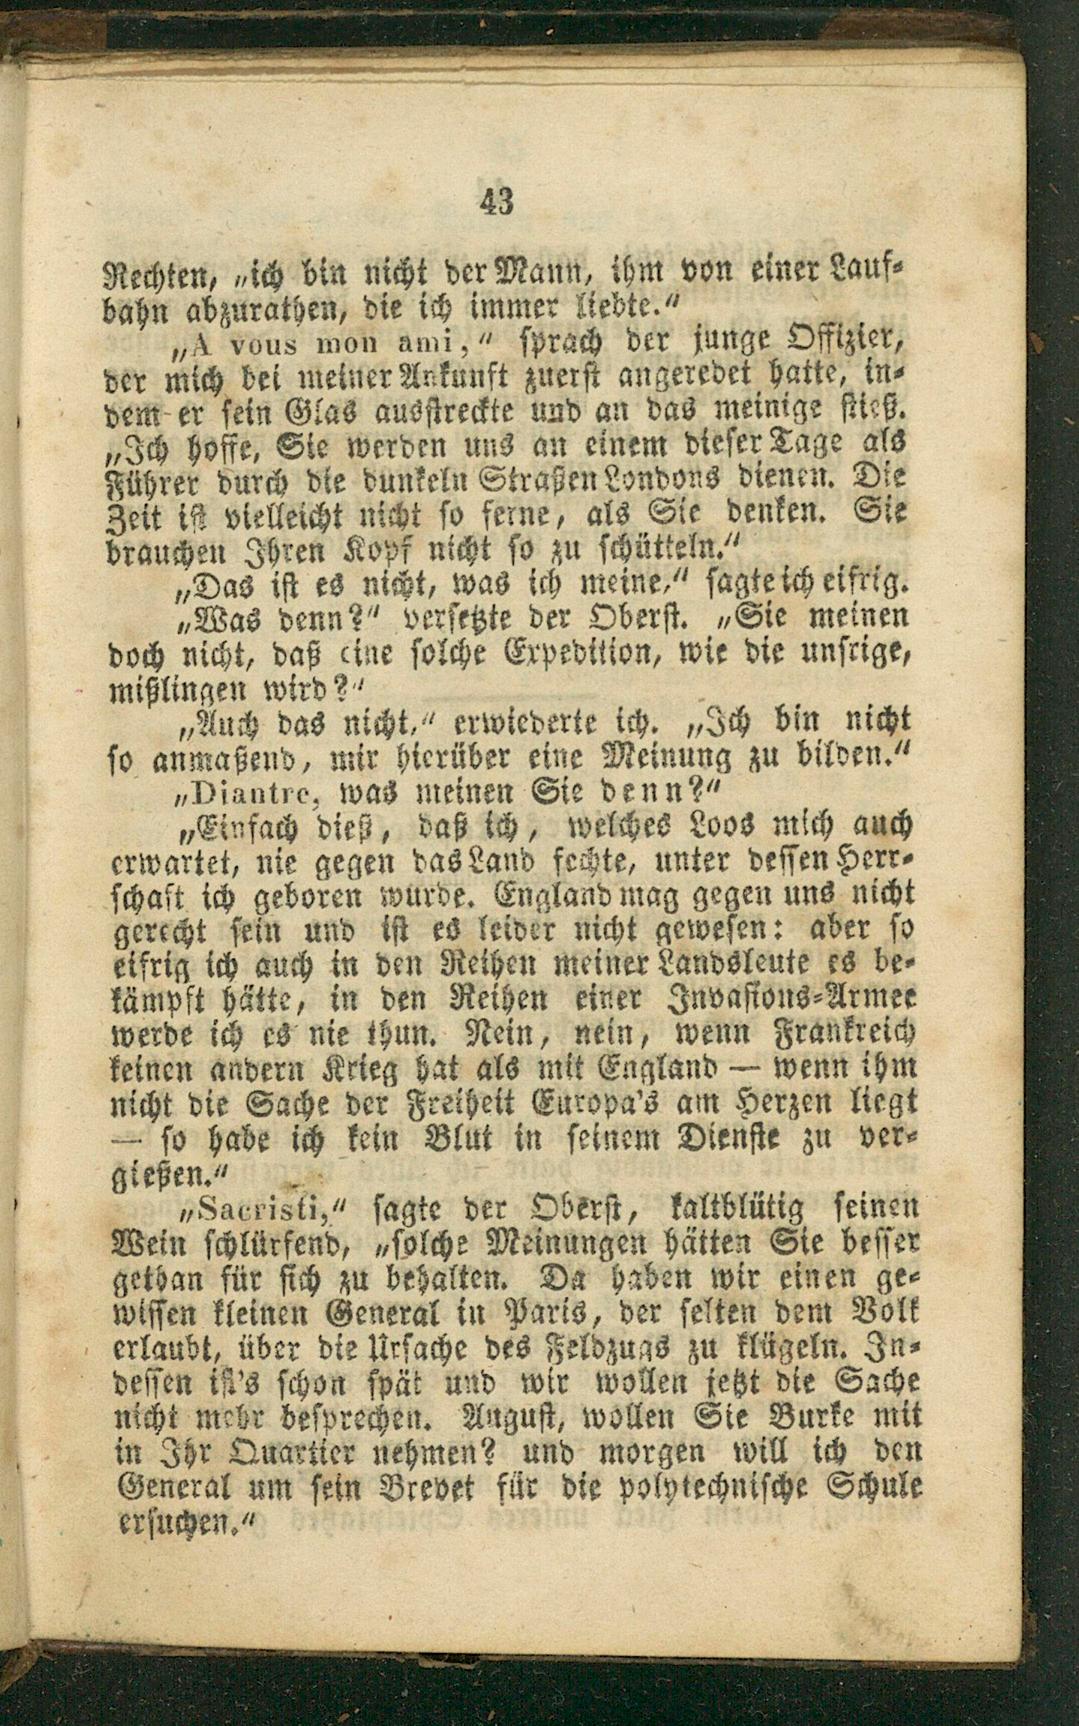 43
Rechten, „ich bin nicht der Mann, ihm von einer Lauf-
bahn abzurathen, die ich immer liebte.“
„A vous mon ami,“ sprach der junge Offizier,
der mich bei meiner Ankunft zuerst angeredet hatte, in-
dem er sein Glas ausstreckte und an das meinige stieß.
„Ich hoffe, Sie werden uns an einem dieser Tage als
Führer durch die dunkeln Straßen Londons dienen. Die
Zeit ist vielleicht nicht so ferne, als Sie denken. Sie
brauchen Ihren Kopf nicht so zu schütteln.“
„Das ist es nicht, was ich meine,“ sagte ich eifrig.
„Was denn?“ versetzte der Oberst. „Sie meinen
doch nicht, daß eine solche Expedition, wie die unsrige,
mißlingen wird?“
„Auch das nicht,“ erwiederte ich. „Ich bin nicht
so anmaßend, mir hierüber eine Meinung zu bilden.“
„Diantre, was meinen Sie denn?“
„Einfach dieß, daß ich, welches Loos mich auch
erwartet, nie gegen das Land fechte, unter dessen Herr-
schaft ich geboren wurde. England mag gegen uns nicht
gerecht sein und ist es leider nicht gewesen: aber so
eifrig ich auch in den Reihen meiner Landsleute es be-
kämpft hätte, in den Reihen einer Invasions-Armee
werde ich es nie thun. Nein, nein, wenn Frankreich
keinen andern Krieg hat als mit England — wenn ihm
nicht die Sache der Freiheit Europa's am Herzen liegt
— so habe ich kein Blut in seinem Dienste zu ver-
gießen.“
„Sacristi,“ sagte der Oberst, kaltblütig seinen
Wein schlürfend, „solche Meinungen hätten Sie besser
gethan für sich zu behalten. Da haben wir einen ge-
wissen kleinen General in Paris, der selten dem Volk
erlaubt, über die Ursache des Feldzugs zu klügeln. In-
dessen ist's schon spät und wir wollen jetzt die Sache
nicht mehr besprechen. August, wollen Sie Burke mit
in Ihr Quartier nehmen? und morgen will ich den
General um sein Brevet für die polytechnische Schule
ersuchen.“